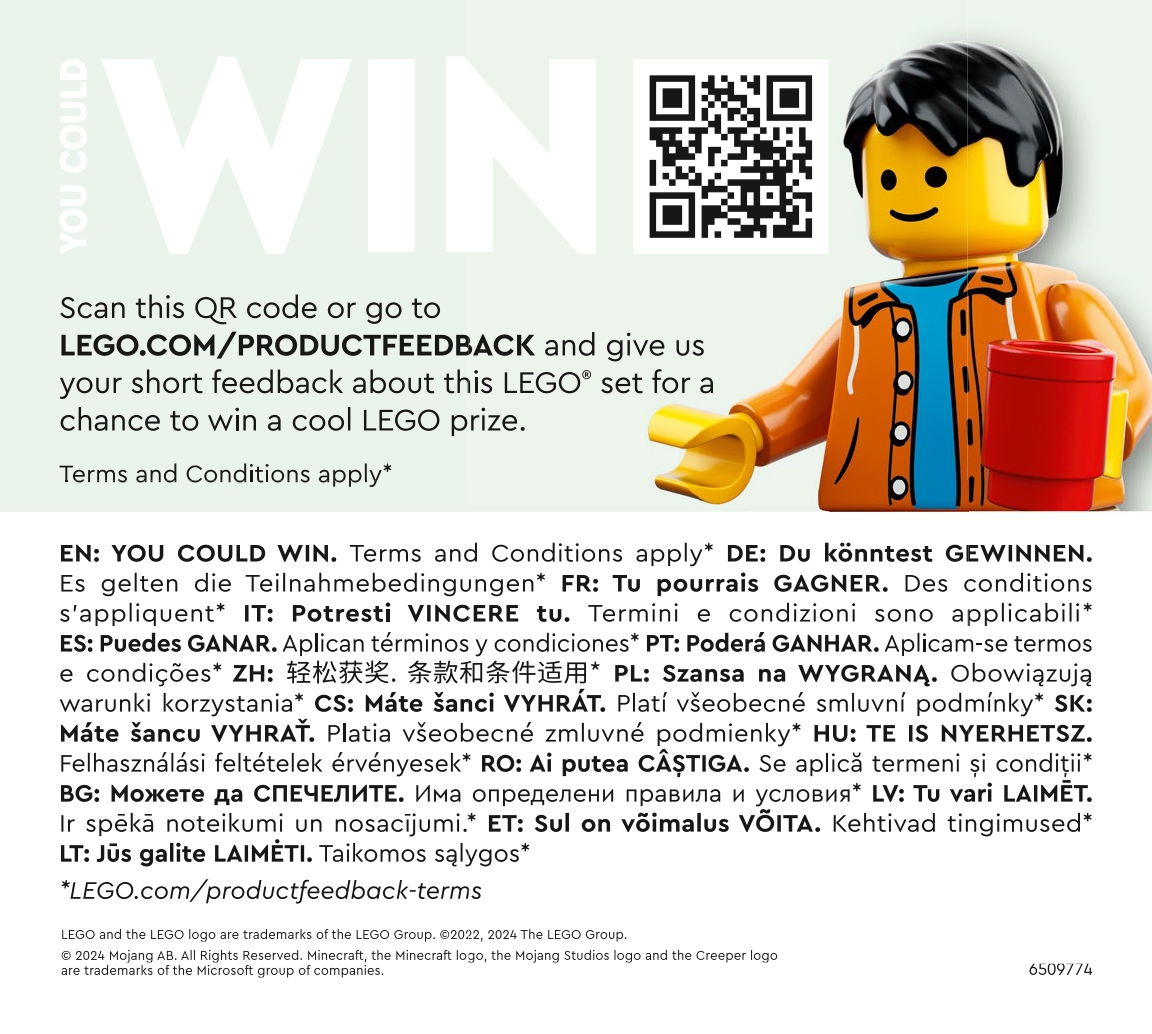 YOU COULD
WIN
Scan this QR code or go to
LEGO.COM/PRODUCTFEEDBACK and give us
your short feedback about this LEGO® set for a
chance to win a cool LEGO prize.
Terms and Conditions apply*
EN: YOU COULD WIN. Terms and Conditions apply* DE: Du könntest GEWINNEN.
Es gelten die Teilnahmebedingungen* FR: Tu pourrais GAGNER. Des conditions
s'appliquent* IT: Potresti VINCERE tu. Termini e condizioni sono applicabili*
ES: Puedes GANAR. Aplican términos y condiciones* PT: Poderá GANHAR. Aplicam-se termos
e condições* ZH: 轻松获奖. 条款和条件适用* PL: Szansa na WYGRANĄ. Obowiązują
warunki korzystania* CS: Máte šanci VYHRÁT. Platí všeobecné smluvní podmínky* SK:
Máte šancu VYHRAŤ. Platia všeobecné zmluvné podmienky* HU: TE IS NYERHETSZ.
Felhasználási feltételek érvényesek* RO: Ai putea CÂȘTIGA. Se aplică termeni și condiții*
BG: Можете да СПЕЧЕЛИТЕ. Има определени правила и условия* LV: Tu vari LAIMĒT.
Ir spēkā noteikumi un nosacījumi.* ET: Sul on võimalus VÕITA. Kehtivad tingimused*
LT: Jūs galite LAIMĖTI. Taikomos sąlygos*
*LEGO.com/productfeedback-terms
LEGO and the LEGO logo are trademarks of the LEGO Group. ©2022, 2024 The LEGO Group.
© 2024 Mojang AB. All Rights Reserved. Minecraft, the Minecraft logo, the Mojang Studios logo and the Creeper logo
are trademarks of the Microsoft group of companies.
6509774